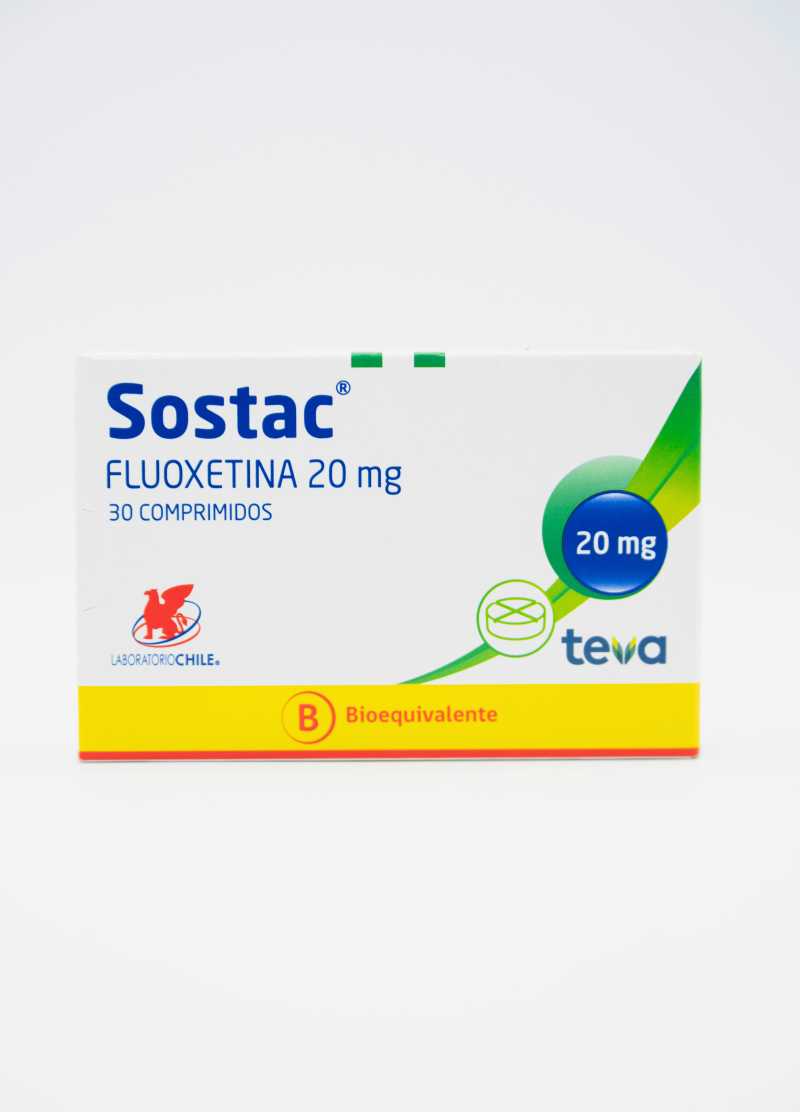 Sostac®
FLUOXETINA 20 mg
30 COMPRIMIDOS
20 mg
LABORATORIOCHILE®
teva
B Bioequivalente